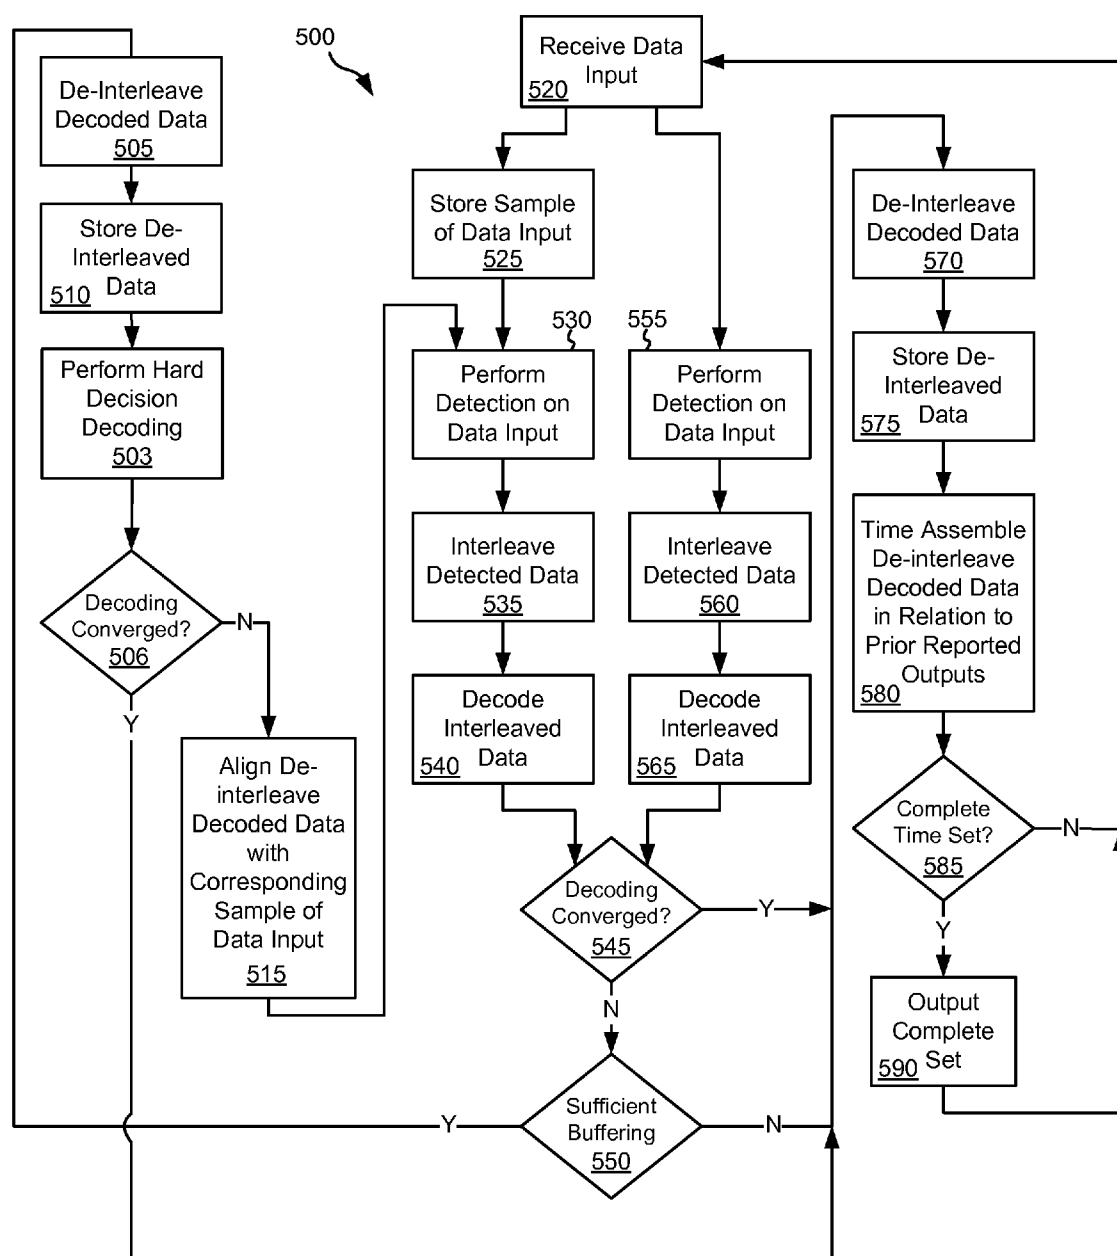 500
De-Interleave
Decoded Data
505
Store De-
Interleaved
Data
510
Perform Hard
Decision
Decoding
503
Decoding
Converged?
506
N
Y
Align De-
interleave
Decoded Data
with
Corresponding
Sample of
Data Input
515
Receive Data
Input
520
Store Sample
of Data Input
525
530
Perform
Detection on
Data Input
Interleave
Detected Data
535
Decode
Interleaved
Data
540
555
Perform
Detection on
Data Input
Interleave
Detected Data
560
Decode
Interleaved
Data
565
Decoding
Converged?
545
Y
N
Sufficient
Buffering
550
Y
N
De-Interleave
Decoded Data
570
Store De-
Interleaved
Data
575
Time Assemble
De-interleave
Decoded Data
in Relation to
Prior Reported
Outputs
580
Complete
Time Set?
585
N
Y
Output
Complete
Set
590